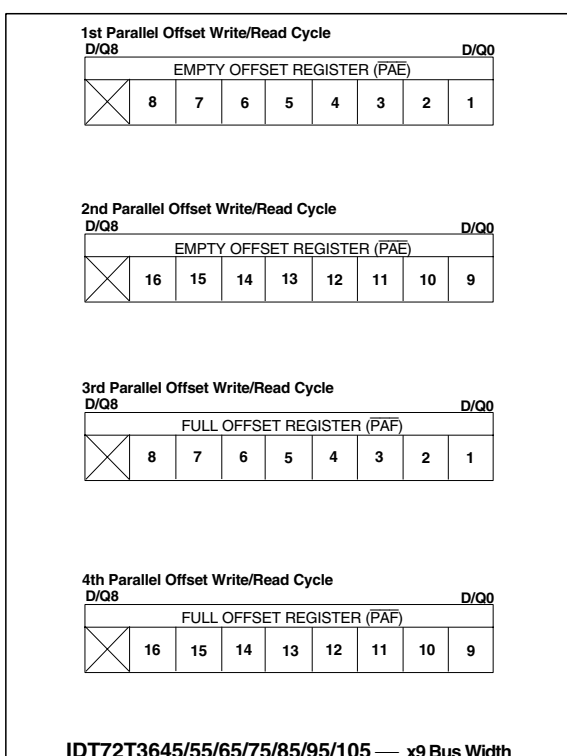 1st Parallel Offset Write/Read Cycle
D/Q8 D/Q0
EMPTY OFFSET REGISTER (PAE)
8 7 6 5 4 3 2 1
2nd Parallel Offset Write/Read Cycle
D/Q8 D/Q0
EMPTY OFFSET REGISTER (PAE)
16 15 14 13 12 11 10 9
3rd Parallel Offset Write/Read Cycle
D/Q8 D/Q0
FULL OFFSET REGISTER (PAF)
8 7 6 5 4 3 2 1
4th Parallel Offset Write/Read Cycle
D/Q8 D/Q0
FULL OFFSET REGISTER (PAF)
16 15 14 13 12 11 10 9
IDT72T3645/55/65/75/85/95/105 — x9 Bus Width